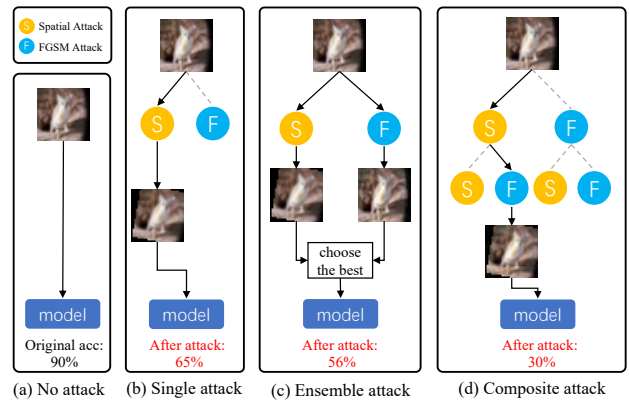 S Spatial Attack
F FGSM Attack
model
Original acc:
90%
(a) No attack
S F
model
After attack:
65%
(b) Single attack
S F
choose
the best
model
After attack:
56%
(c) Ensemble attack
S F
S F S F
model
After attack:
30%
(d) Composite attack